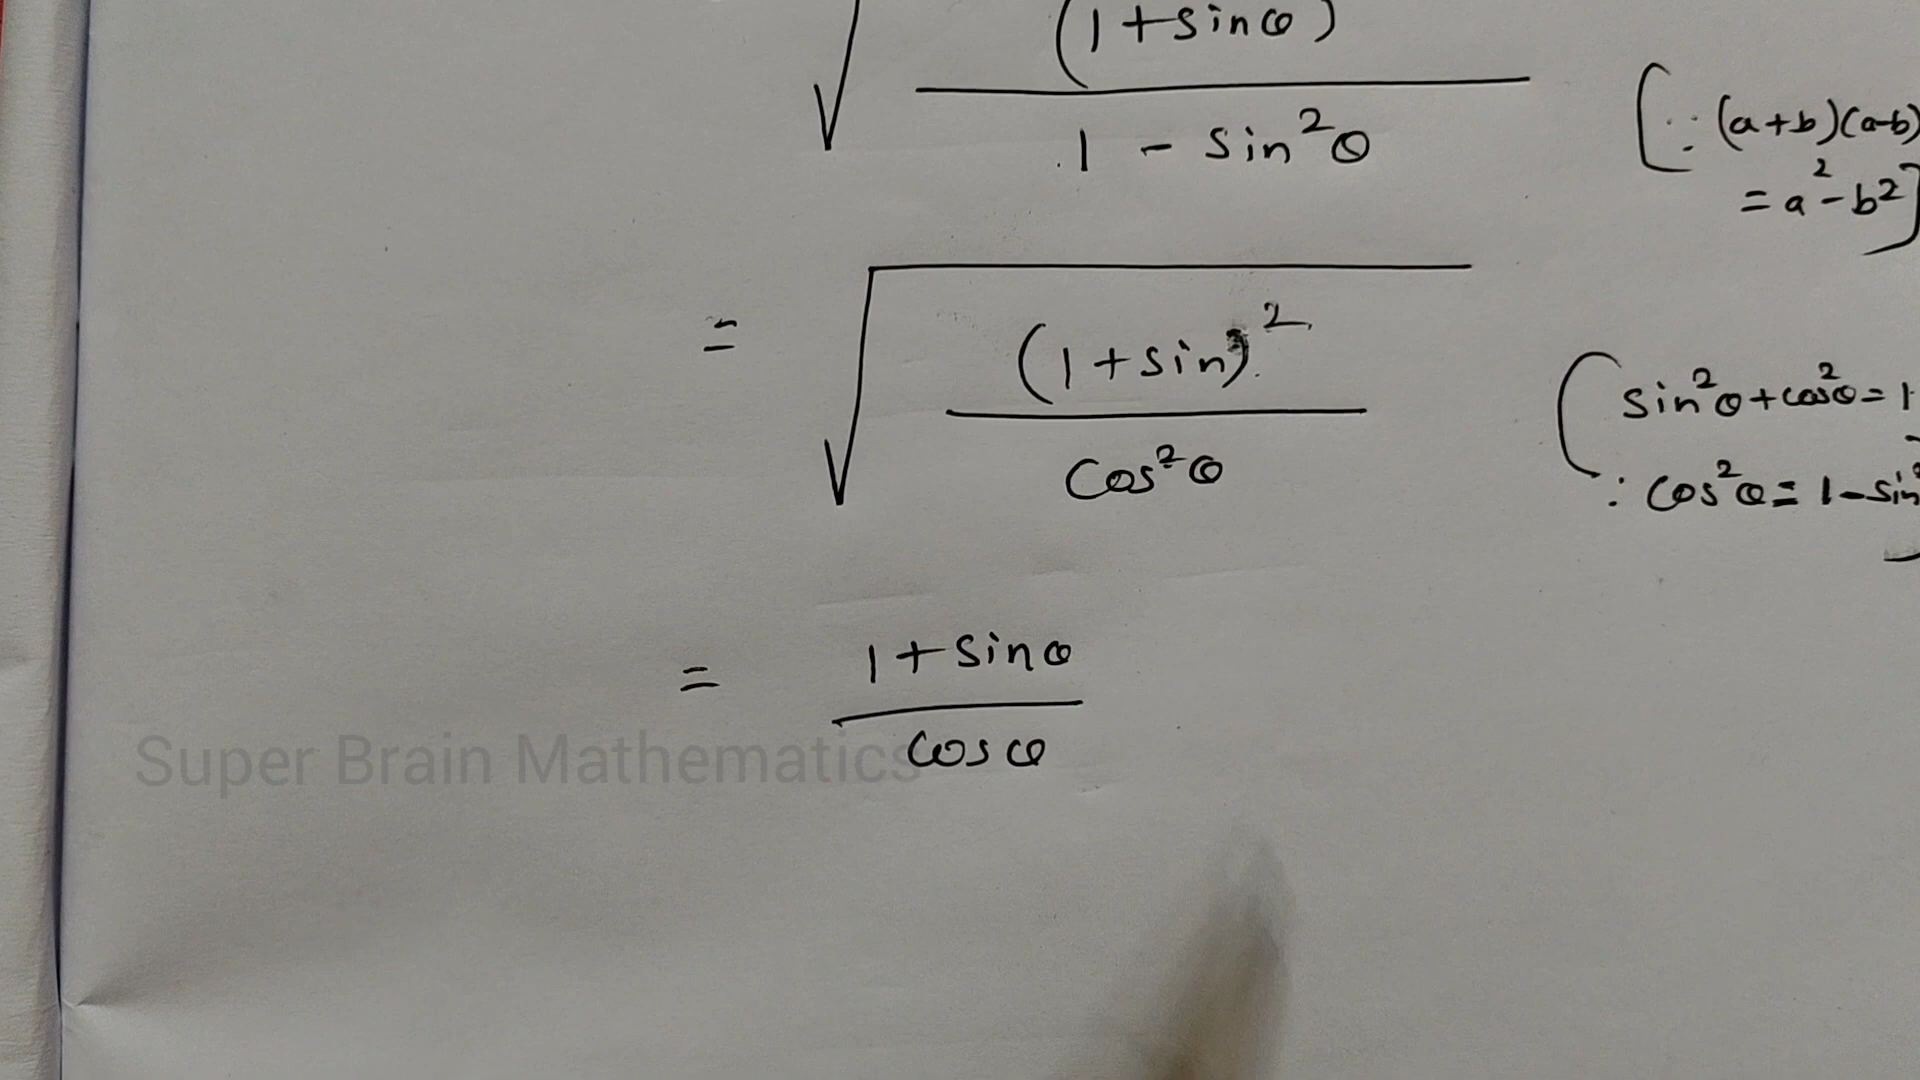 √ (1+sinθ)
1 - sin²θ
[∵ (a+b)(a-b)
= a²-b²]
= √ (1+sin)²
cos²θ
(sin²θ+cos²θ=1
: cos²θ= 1-sin²
= 1+sinθ
cosθ
Super Brain Mathematics